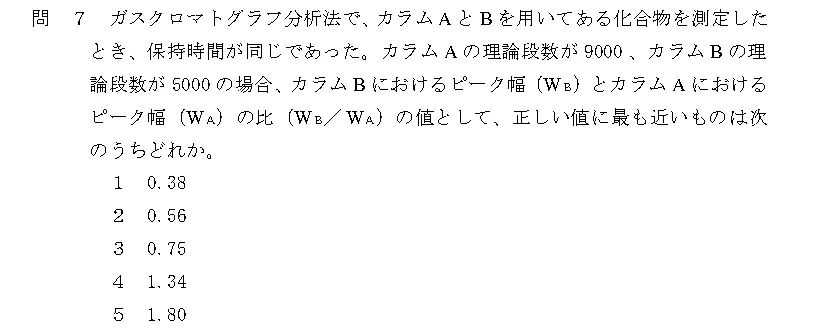 問　７　ガスクロマトグラフ分析法で、カラム A と B を用いてある化合物を測定した
とき、保持時間が同じであった。カラム A の理論段数が 9000 、カラム B の理
論段数が 5000 の場合、カラム B におけるピーク幅（WB）とカラム A における
ピーク幅（WA）の比（WB／WA）の値として、正しい値に最も近いものは次
のうちどれか。
１　0.38
２　0.56
３　0.75
４　1.34
５　1.80